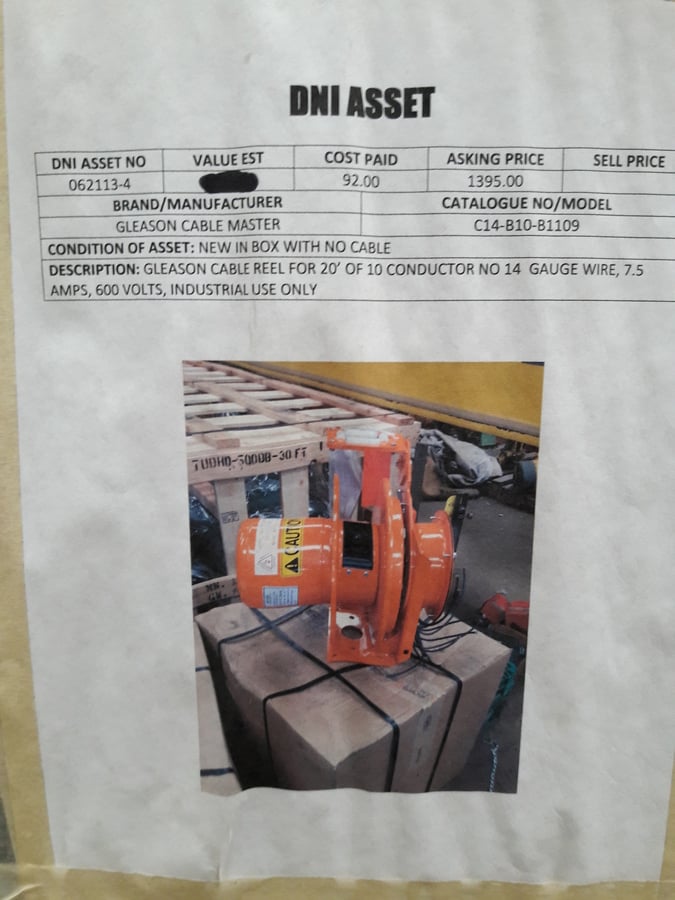 DNI ASSET
DNI ASSET NO VALUE EST COST PAID ASKING PRICE SELL PRICE
062113-4 92.00 1395.00
BRAND/MANUFACTURER CATALOGUE NO/MODEL
GLEASON CABLE MASTER C14-B10-B1109
CONDITION OF ASSET: NEW IN BOX WITH NO CABLE
DESCRIPTION: GLEASON CABLE REEL FOR 20' OF 10 CONDUCTOR NO 14 GAUGE WIRE, 7.5
AMPS, 600 VOLTS, INDUSTRIAL USE ONLY
30 FT
CAUTIO